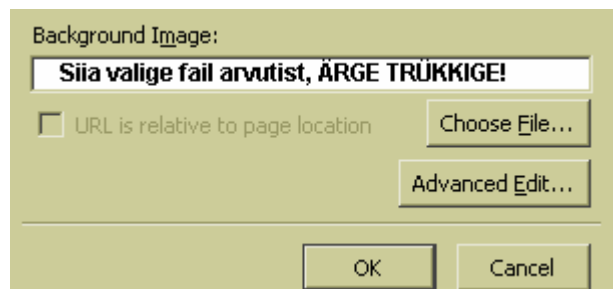 Background Image:
Siia valige fail arvutist, ÄRGE TRÜKKIGE!
URL is relative to page location
Choose File...
Advanced Edit...
OK
Cancel